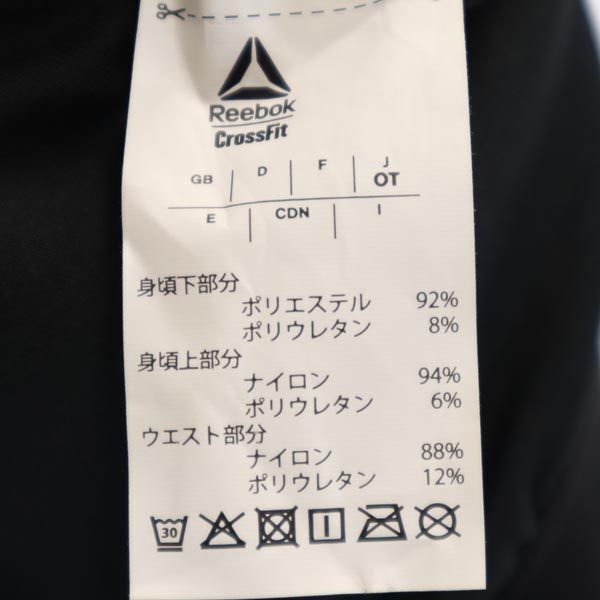 Reebok
CrossFit
GB D F J
OT
E CDN I
身頃下部分
ポリエステル 92%
ポリウレタン 8%
身頃上部分
ナイロン 94%
ポリウレタン 6%
ウエスト部分
ナイロン 88%
ポリウレタン 12%
30